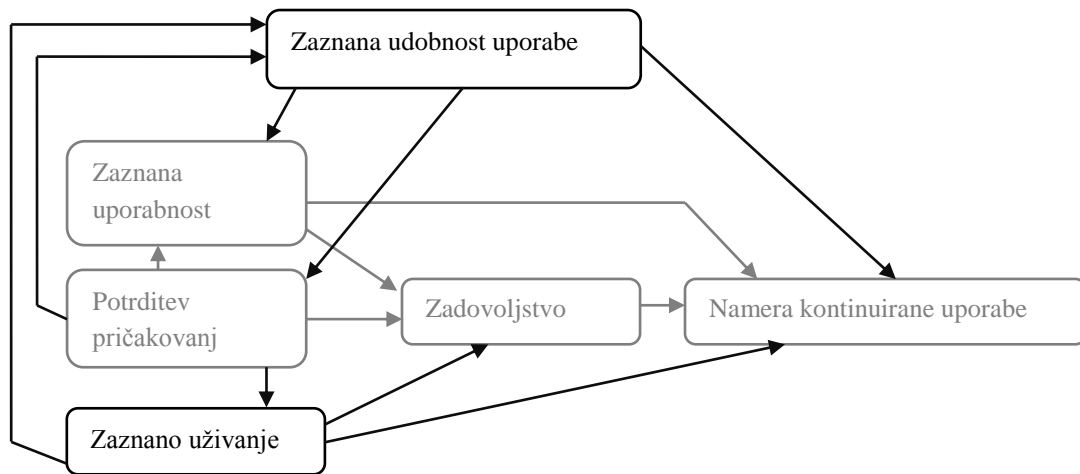 Zaznana udobnost uporabe
Zaznana
uporabnost
Potrditev
pričakovanj
Zadovoljstvo
Namera kontinuirane uporabe
Zaznano uživanje